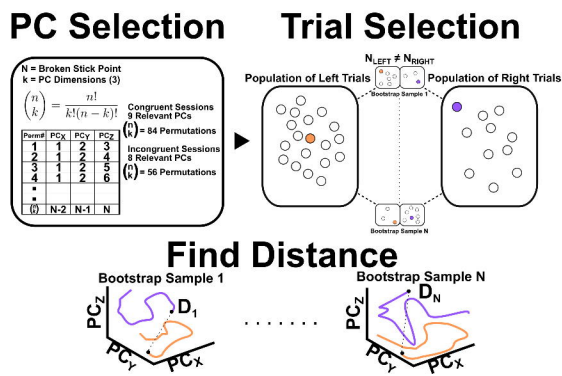 PC Selection
N = Broken Stick Point
k = PC Dimensions (3)
(n k) = n! / k!(n − k)!
Congruent Sessions
9 Relevant PCs
(n k) = 84 Permutations
Incongruent Sessions
8 Relevant PCs
(n k) = 56 Permutations
Perm# PCX PCY PCZ
1 1 2 3
2 1 2 4
3 1 2 5
4 1 2 6
(n k) N-2 N-1 N
Trial Selection
NLEFT ≠ NRIGHT
Population of Left Trials
Population of Right Trials
Bootstrap Sample 1
Bootstrap Sample N
Find Distance
Bootstrap Sample 1
D1
PCZ
PCY
PCX
. . . . . . .
Bootstrap Sample N
DN
PCZ
PCY
PCX